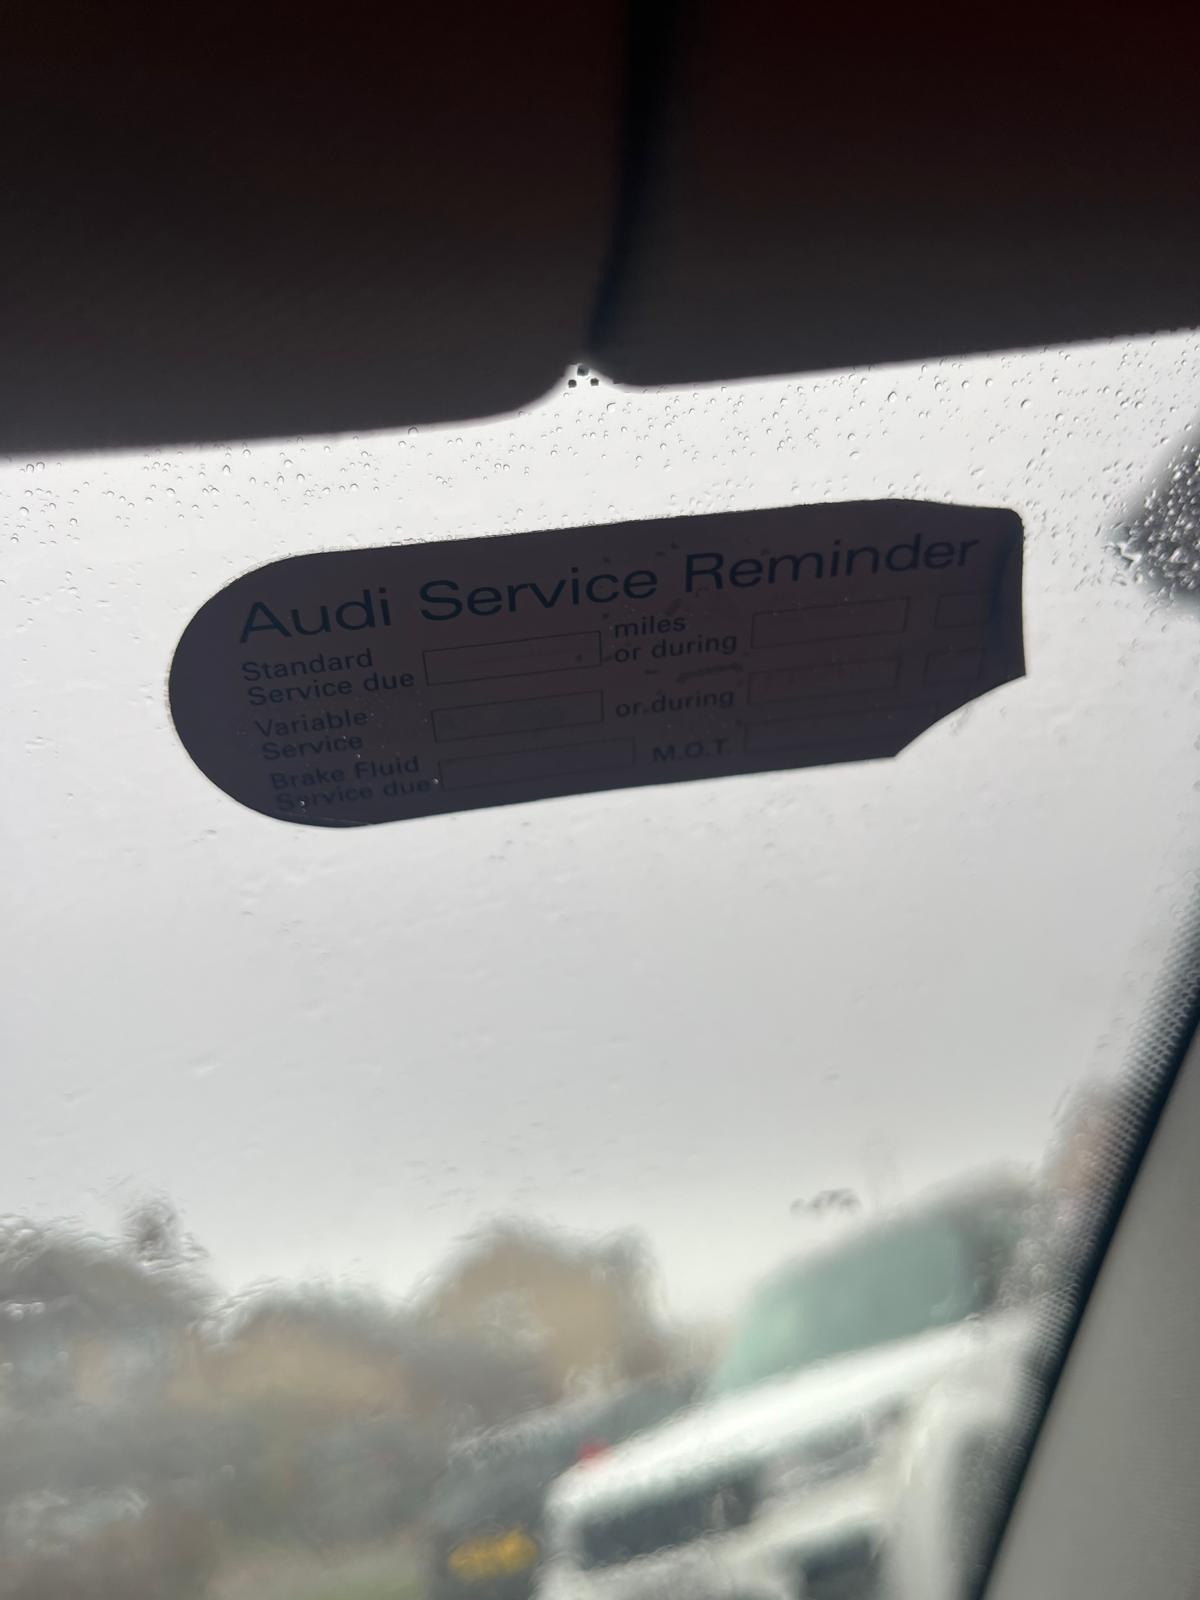 Audi Service Reminder
Standard miles
Service due or during
Variable or during
Service
Brake Fluid M.O.T.
Service due